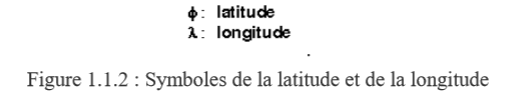 ϕ : latitude
λ : longitude
Figure 1.1.2 : Symboles de la latitude et de la longitude